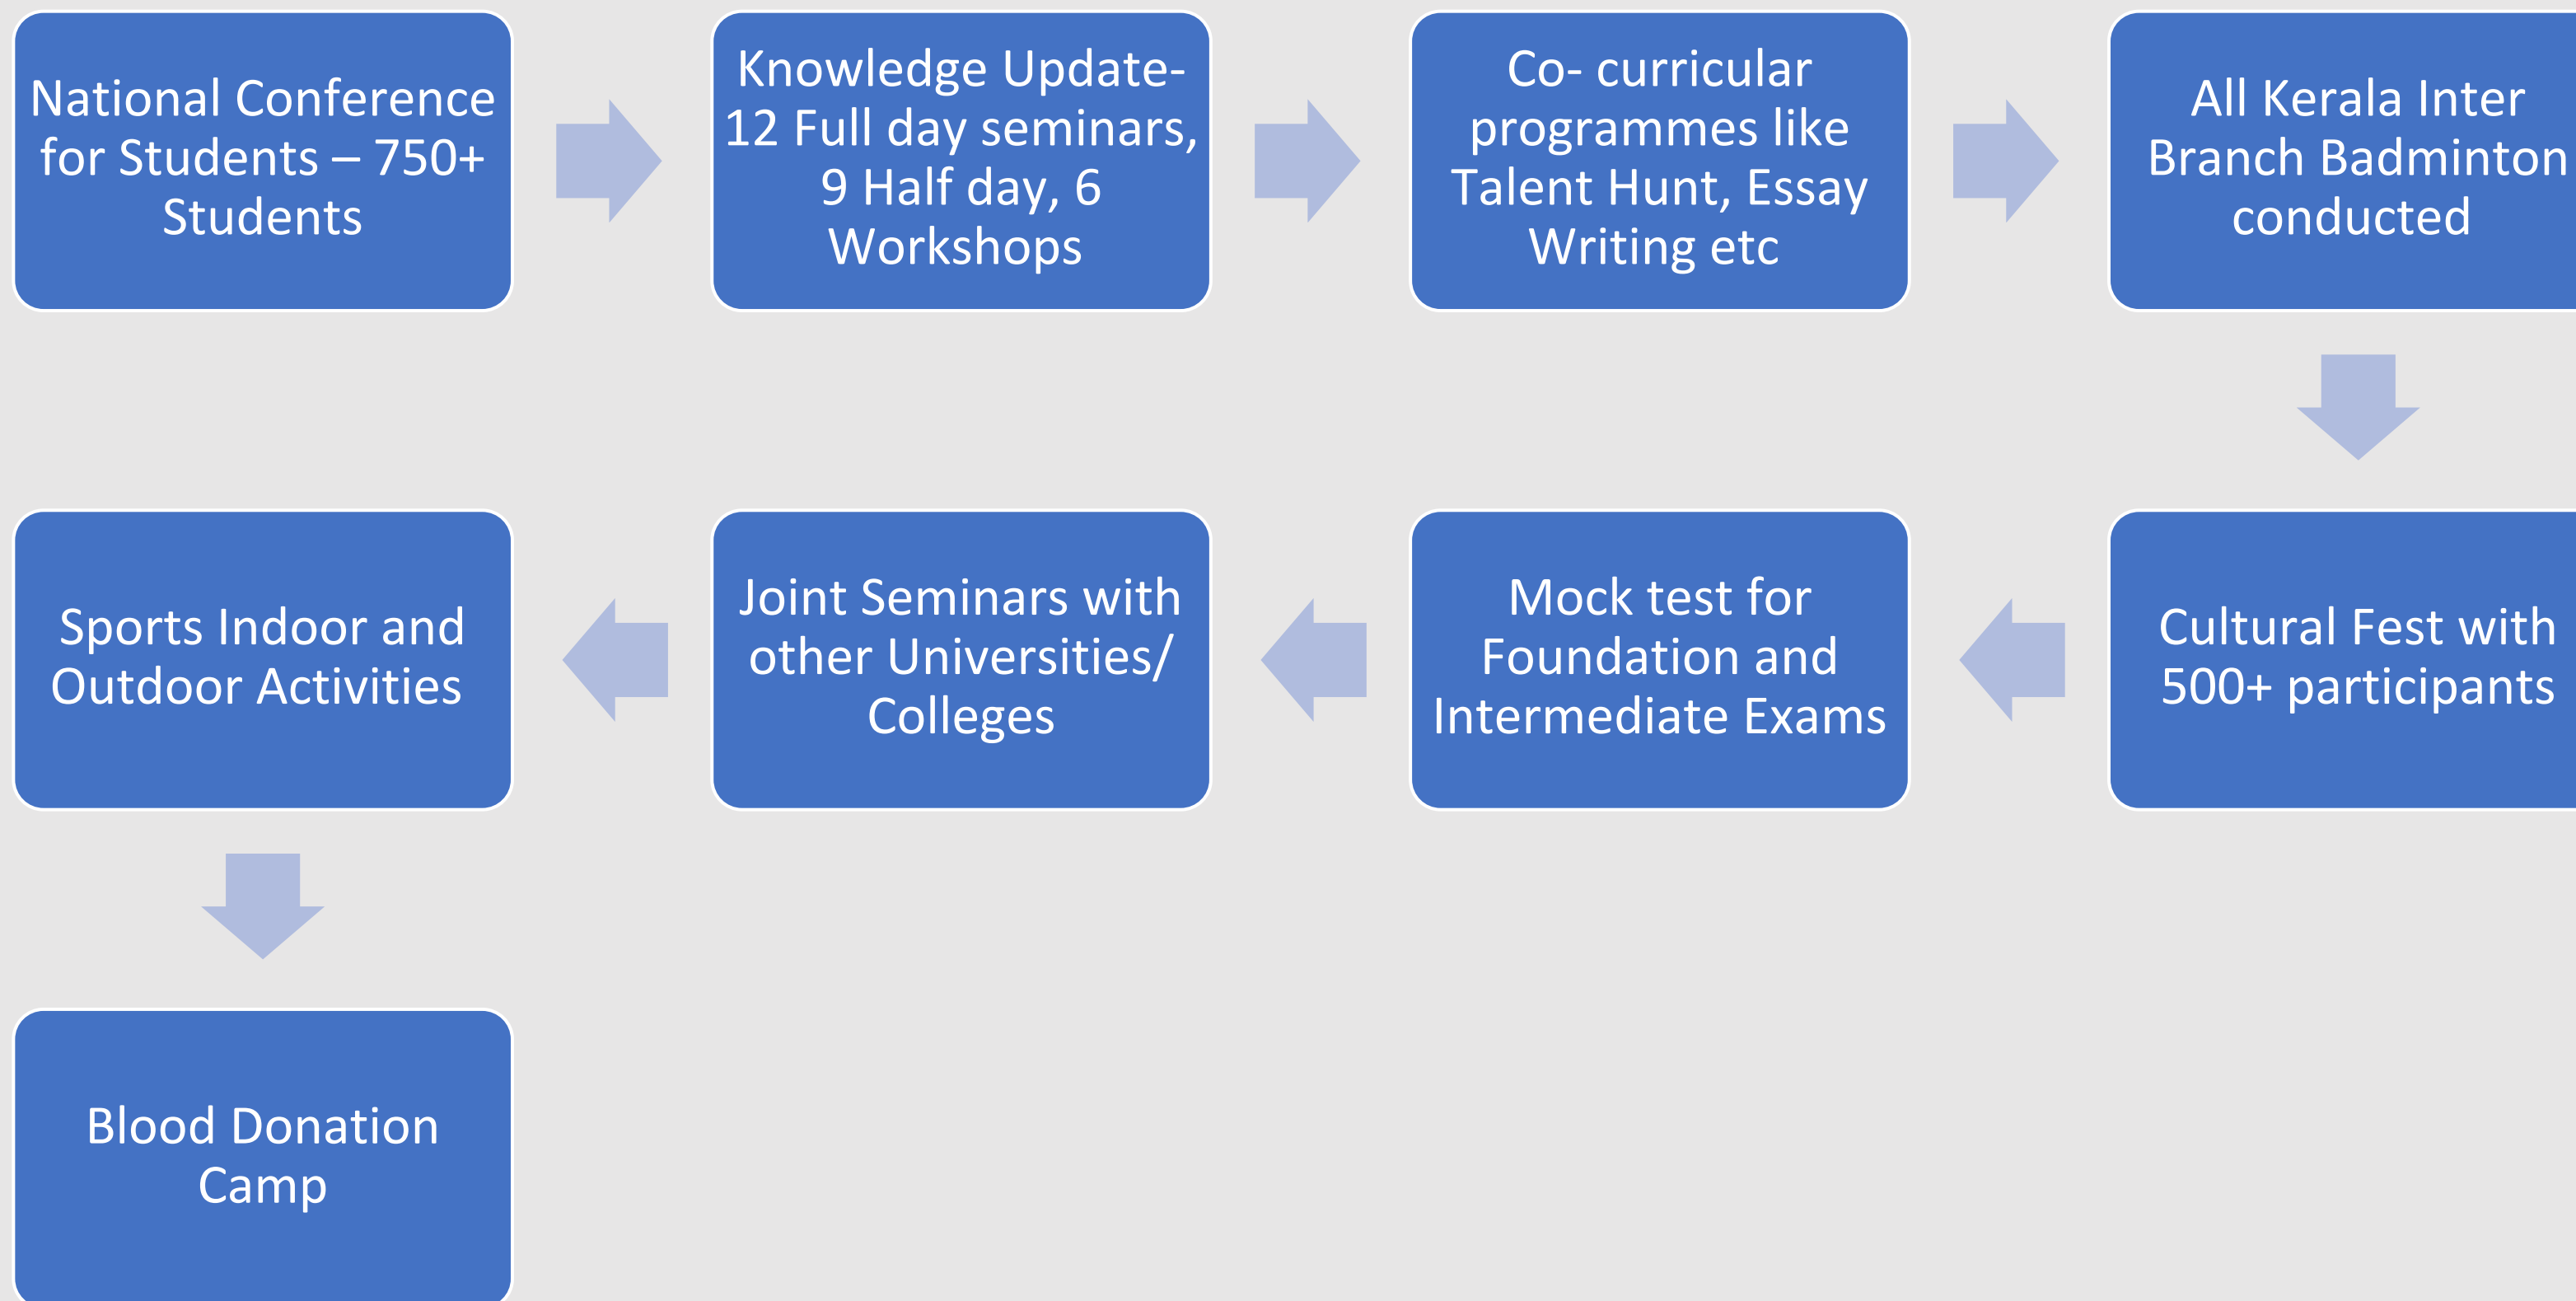 National Conference
for Students – 750+
Students
Knowledge Update-
12 Full day seminars,
9 Half day, 6
Workshops
Co- curricular
programmes like
Talent Hunt, Essay
Writing etc
All Kerala Inter
Branch Badminton
conducted
Cultural Fest with
500+ participants
Mock test for
Foundation and
Intermediate Exams
Joint Seminars with
other Universities/
Colleges
Sports Indoor and
Outdoor Activities
Blood Donation
Camp